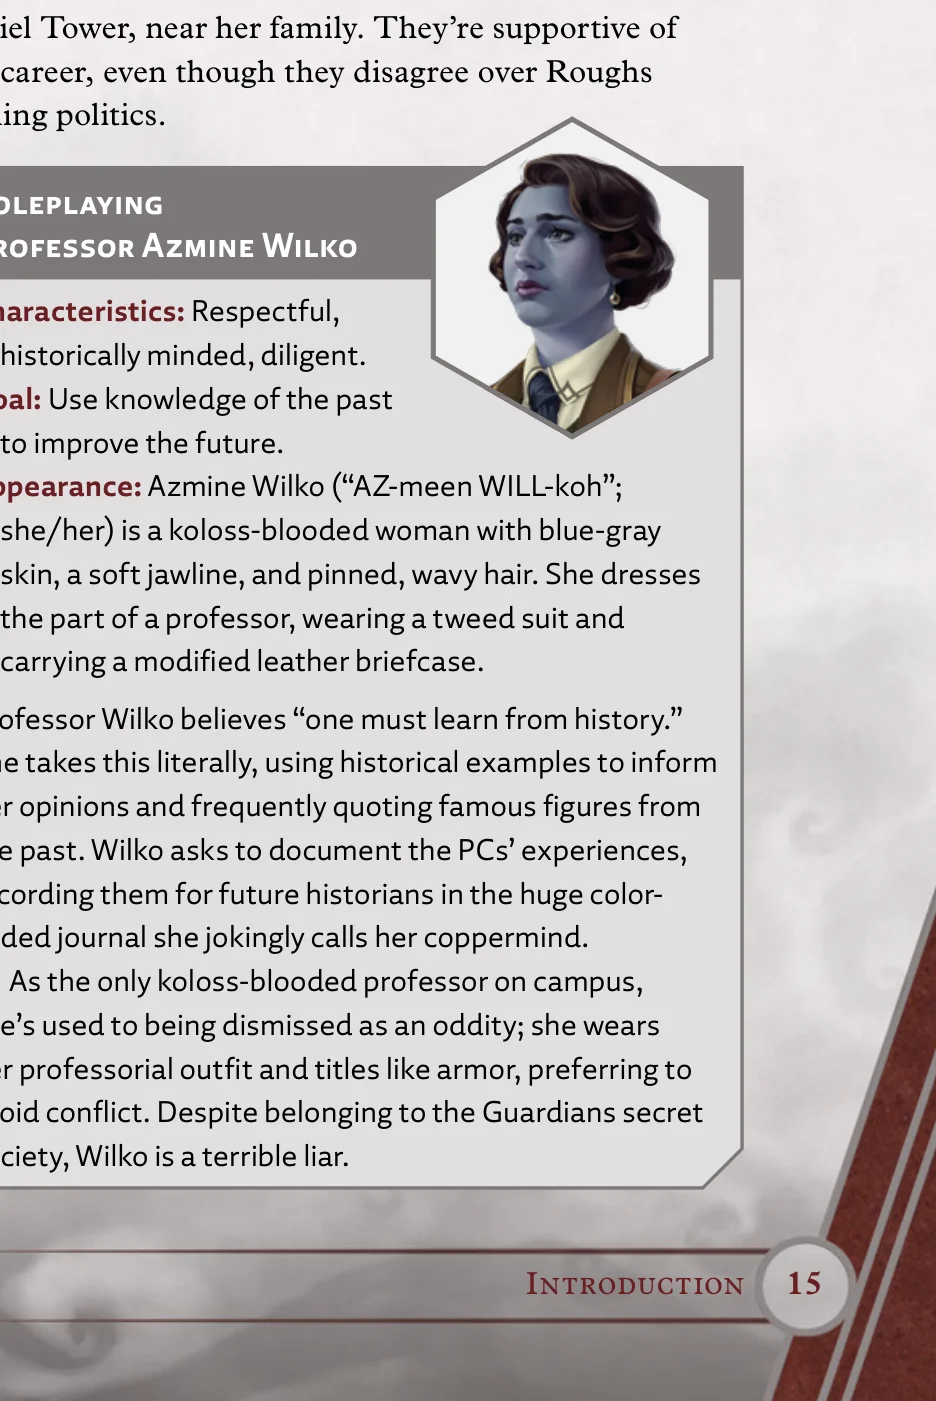 iel Tower, near her family. They’re supportive of
career, even though they disagree over Roughs
ing politics.
OLEPLAYING
ROFESSOR AZMINE WILKO
haracteristics: Respectful,
historically minded, diligent.
oal: Use knowledge of the past
to improve the future.
ppearance: Azmine Wilko (“AZ-meen WILL-koh”;
she/her) is a koloss-blooded woman with blue-gray
skin, a soft jawline, and pinned, wavy hair. She dresses
the part of a professor, wearing a tweed suit and
carrying a modified leather briefcase.
ofessor Wilko believes “one must learn from history.”
he takes this literally, using historical examples to inform
er opinions and frequently quoting famous figures from
e past. Wilko asks to document the PCs’ experiences,
cording them for future historians in the huge color-
ded journal she jokingly calls her coppermind.
As the only koloss-blooded professor on campus,
e’s used to being dismissed as an oddity; she wears
er professorial outfit and titles like armor, preferring to
oid conflict. Despite belonging to the Guardians secret
ciety, Wilko is a terrible liar.
INTRODUCTION 15